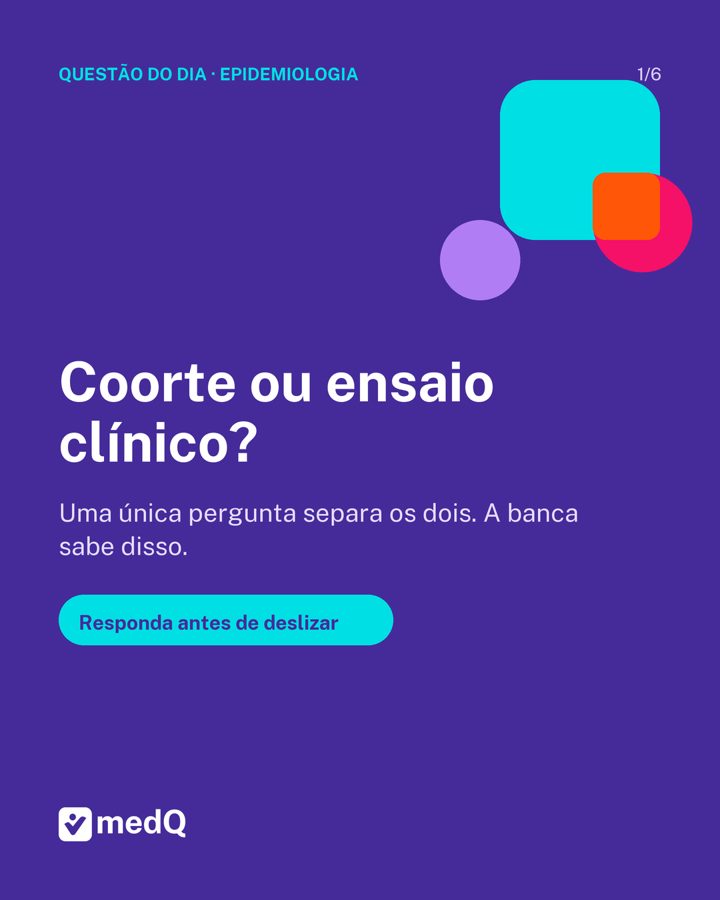 QUESTÃO DO DIA · EPIDEMIOLOGIA
1/6
Coorte ou ensaio
clínico?
Uma única pergunta separa os dois. A banca
sabe disso.
Responda antes de deslizar
medQ